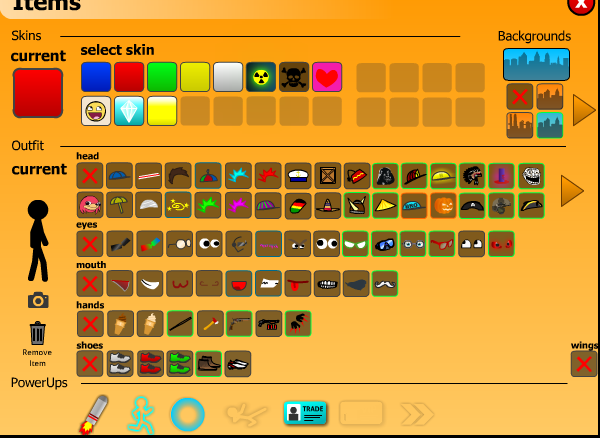 Items
X
Skins
Backgrounds
current
select skin
Outfit
current
head
eyes
mouth
hands
shoes
wings
Remove
Item
PowerUps
TRADE